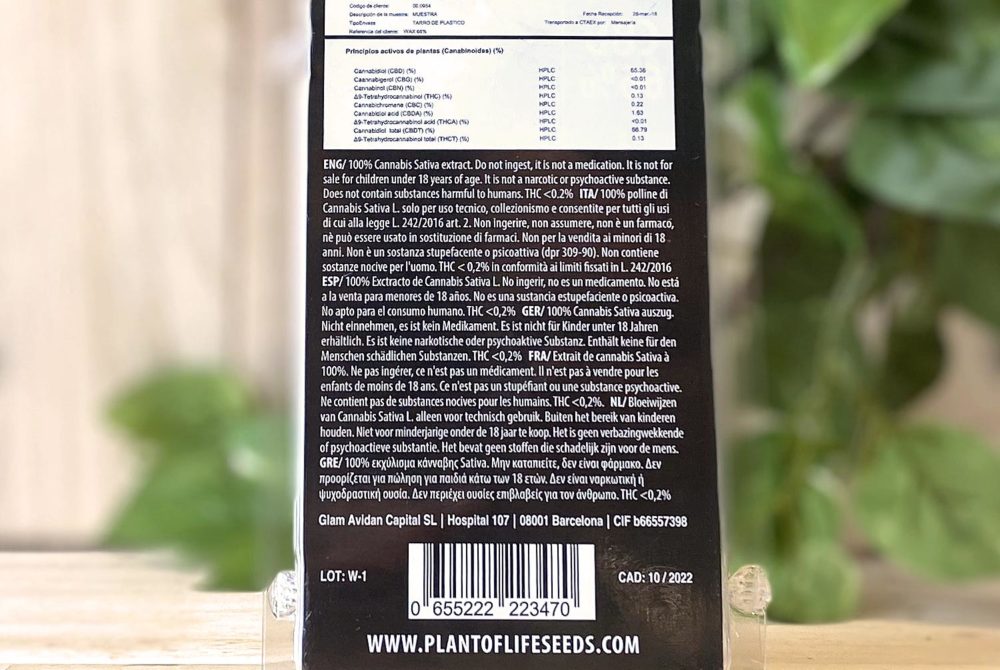 Codigo de cliente: 00.0954
Descripción de la muestra: MUESTRA Fecha Recepción: 26-mar.-18
TipoEnvase TARRO DE PLASTICO Transportado a CTAEX por: Mensajería
Referencia del cliente: WAX 65%
Principios activos de plantas (Canabinoides) (%)
Cannabidiol (CBD) (%) HPLC 65.36
Caannabigerol (CBG) (%) HPLC <0.01
Cannabinol (CBN) (%) HPLC <0.01
Δ9-Tetrahydrocannabinol (THC) (%) HPLC 0.13
Cannabichromene (CBC) (%) HPLC 0.22
Cannabidiol acid (CBDA) (%) HPLC 1.63
Δ9-Tetrahydrocannabinol acid (THCA) (%) HPLC <0.01
Cannabidiol total (CBDT) (%) HPLC 66.79
Δ9-Tetrahydrocannabinol total (THCT) (%) HPLC 0.13
ENG/ 100% Cannabis Sativa extract. Do not ingest, it is not a medication. It is not for
sale for children under 18 years of age. It is not a narcotic or psychoactive substance.
Does not contain substances harmful to humans. THC <0.2% ITA/ 100% polline di
Cannabis Sativa L. solo per uso tecnico, collezionismo e consentite per tutti gli usi
di cui alla legge L. 242/2016 art. 2. Non ingerire, non assumere, non è un farmacó,
nè può essere usato in sostituzione di farmaci. Non per la vendita ai minori di 18
anni. Non è un sostanza stupefacente o psicoattiva (dpr 309-90). Non contiene
sostanze nocive per l'uomo. THC < 0,2% in conformità ai limiti fissati in L. 242/2016
ESP/ 100% Exctracto de Cannabis Sativa L. No ingerir, no es un medicamento. No está
a la venta para menores de 18 años. No es una sustancia estupefaciente o psicoactiva.
No apto para el consumo humano. THC <0,2% GER/ 100% Cannabis Sativa auszug.
Nicht einnehmen, es ist kein Medikament. Es ist nicht für Kinder unter 18 Jahren
erhältlich. Es ist keine narkotische oder psychoaktive Substanz. Enthält keine für den
Menschen schädlichen Substanzen. THC <0,2% FRA/ Extrait de cannabis Sativa à
100%. Ne pas ingérer, ce n'est pas un médicament. Il n'est pas à vendre pour les
enfants de moins de 18 ans. Ce n'est pas un stupéfiant ou une substance psychoactive.
Ne contient pas de substances nocives pour les humains. THC <0,2%. NL/ Bloeiwijzen
van Cannabis Sativa L. alleen voor technisch gebruik. Buiten het bereik van kinderen
houden. Niet voor minderjarige onder de 18 jaar te koop. Het is geen verbazingwekkende
of psychoactieve substantie. Het bevat geen stoffen die schadelijk zijn voor de mens.
GRE/ 100% εκχύλισμα κάνναβης Sativa. Μην καταπιείτε, δεν είναι φάρμακο. Δεν
προορίζεται για πώληση για παιδιά κάτω των 18 ετών. Δεν είναι ναρκωτική ή
ψυχοδραστική ουσία. Δεν περιέχει ουσίες επιβλαβείς για τον άνθρωπο. THC <0,2%
Glam Avidan Capital SL | Hospital 107 | 08001 Barcelona | CIF b66557398
LOT: W-1 CAD: 10 / 2022
0 655222 223470
WWW.PLANTOFLIFESEEDS.COM